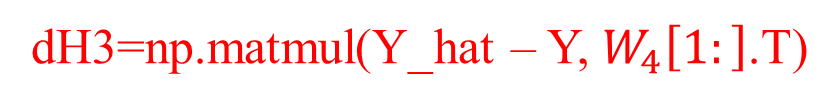 dH3=np.matmul(Y_hat – Y, 𝑊₄[1: ].T)